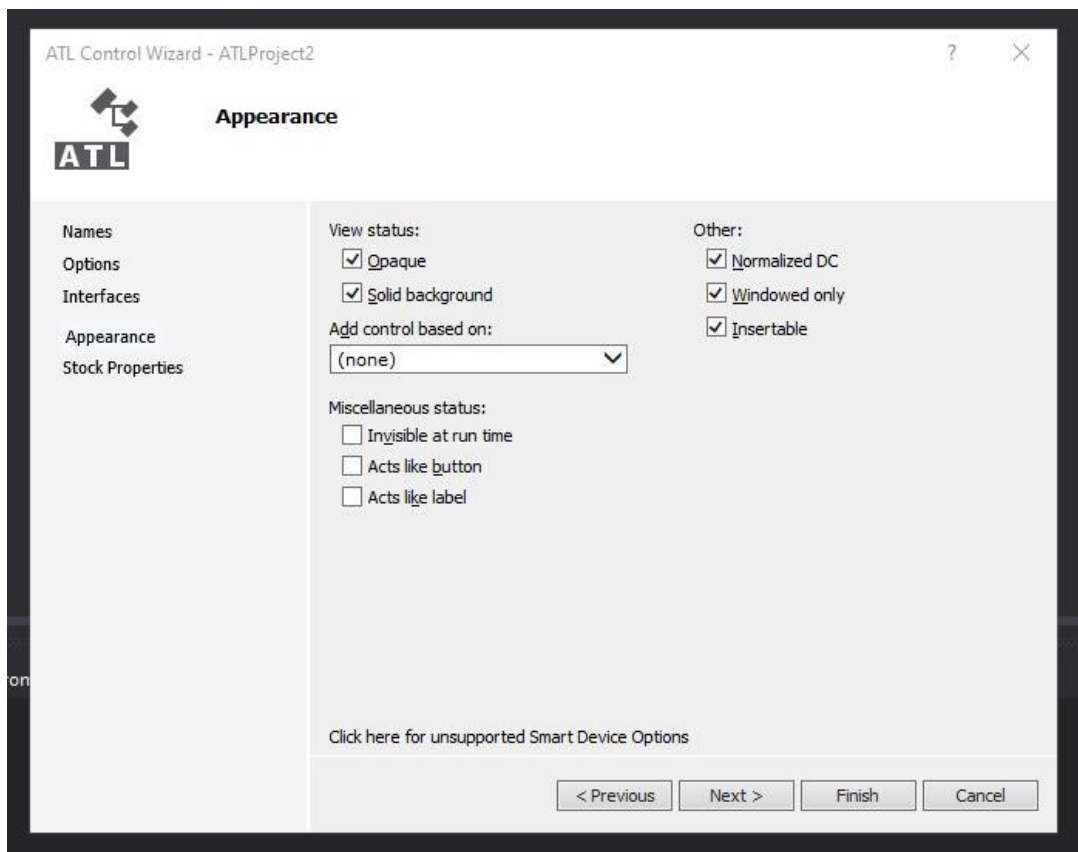 ATL Control Wizard - ATLProject2
?
ATL
Appearance
Names
Options
Interfaces
Appearance
Stock Properties
View status:
Opaque
Solid background
Add control based on:
(none)
Miscellaneous status:
Invisible at run time
Acts like button
Acts like label
Other:
Normalized DC
Windowed only
Insertable
Click here for unsupported Smart Device Options
< Previous
Next >
Finish
Cancel